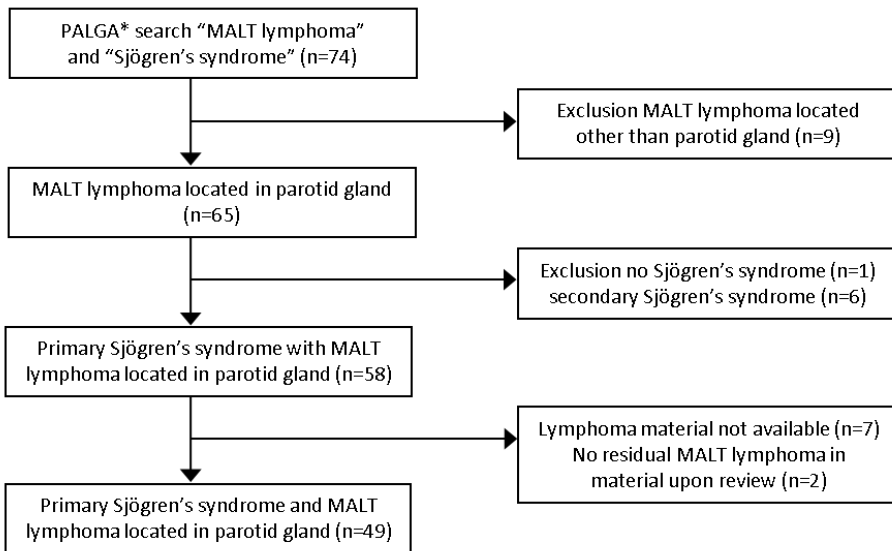 PALGA* search “MALT lymphoma”
and “Sjögren’s syndrome” (n=74)
Exclusion MALT lymphoma located
other than parotid gland (n=9)
MALT lymphoma located in parotid gland
(n=65)
Exclusion no Sjögren’s syndrome (n=1)
secondary Sjögren’s syndrome (n=6)
Primary Sjögren’s syndrome with MALT
lymphoma located in parotid gland (n=58)
Lymphoma material not available (n=7)
No residual MALT lymphoma in
material upon review (n=2)
Primary Sjögren’s syndrome and MALT
lymphoma located in parotid gland (n=49)